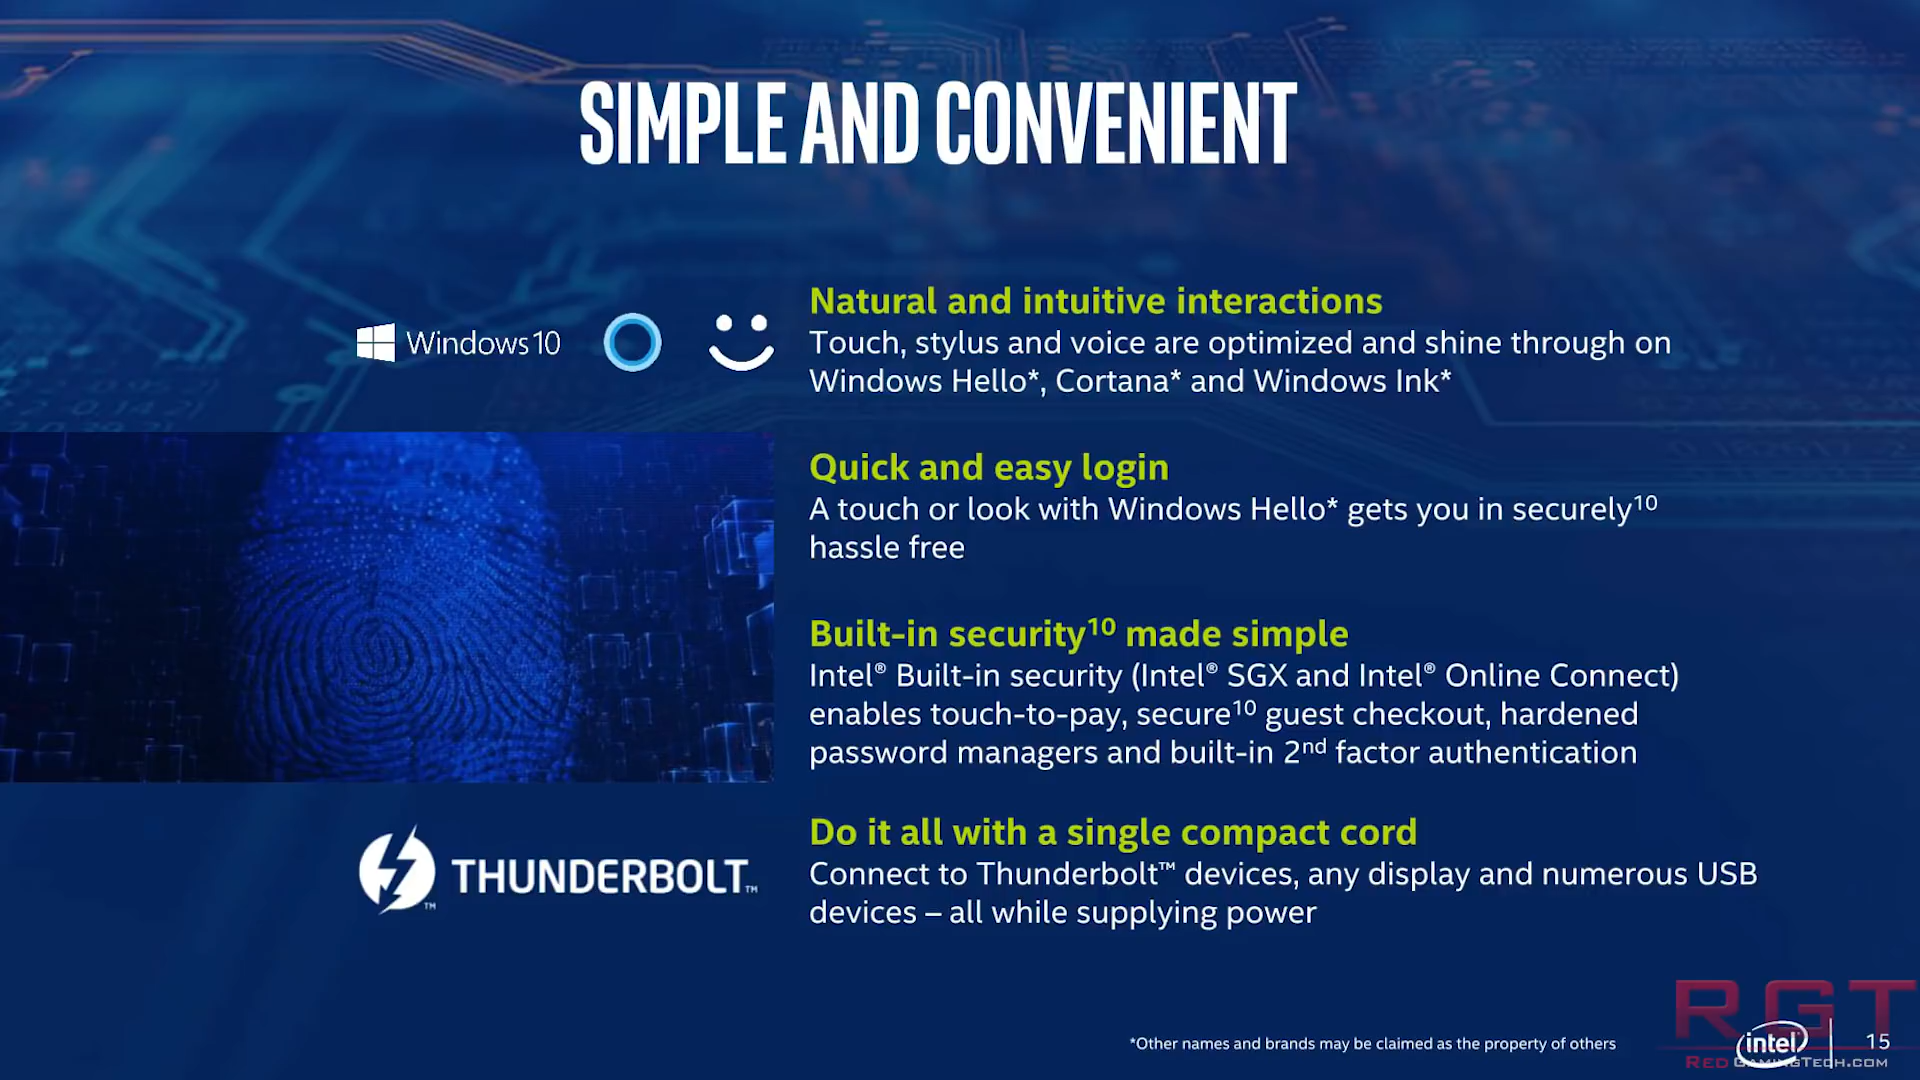 SIMPLE AND CONVENIENT
Windows 10
Natural and intuitive interactions
Touch, stylus and voice are optimized and shine through on
Windows Hello*, Cortana* and Windows Ink*
Quick and easy login
A touch or look with Windows Hello* gets you in securely¹⁰
hassle free
Built-in security¹⁰ made simple
Intel® Built-in security (Intel® SGX and Intel® Online Connect)
enables touch-to-pay, secure¹⁰ guest checkout, hardened
password managers and built-in 2ⁿᵈ factor authentication
THUNDERBOLT™
Do it all with a single compact cord
Connect to Thunderbolt™ devices, any display and numerous USB
devices – all while supplying power
*Other names and brands may be claimed as the property of others
RGT
intel
15
REDGAMINGTECH.COM